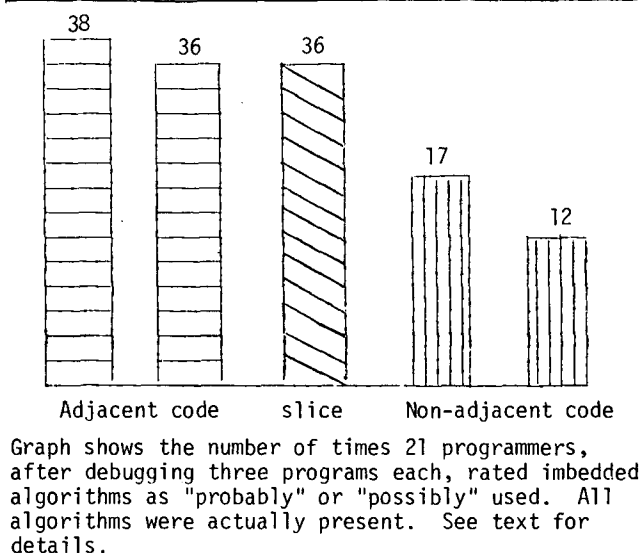 38
36
36
17
12
Adjacent code
slice
Non-adjacent code
Graph shows the number of times 21 programmers,
after debugging three programs each, rated imbedded
algorithms as "probably" or "possibly" used. All
algorithms were actually present. See text for
details.